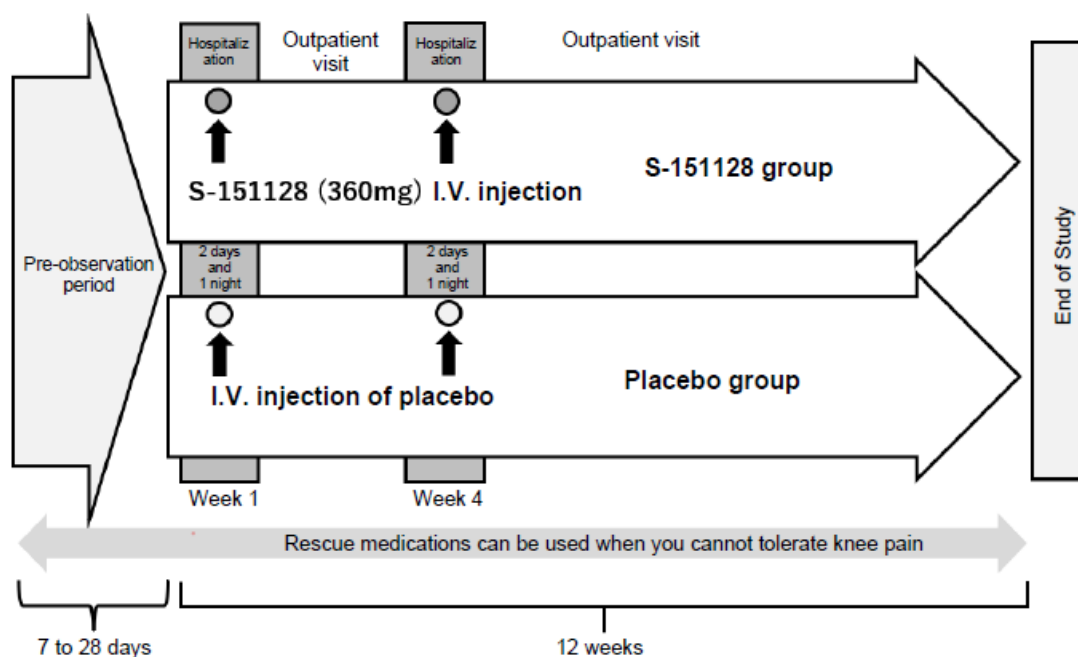 Hospitaliz
ation
Outpatient
visit
Hospitaliz
ation
Outpatient visit
S-151128 (360mg) I.V. injection
S-151128 group
Pre-observation
period
2 days
and
1 night
2 days
and
1 night
End of Study
I.V. injection of placebo
Placebo group
Week 1
Week 4
Rescue medications can be used when you cannot tolerate knee pain
7 to 28 days
12 weeks